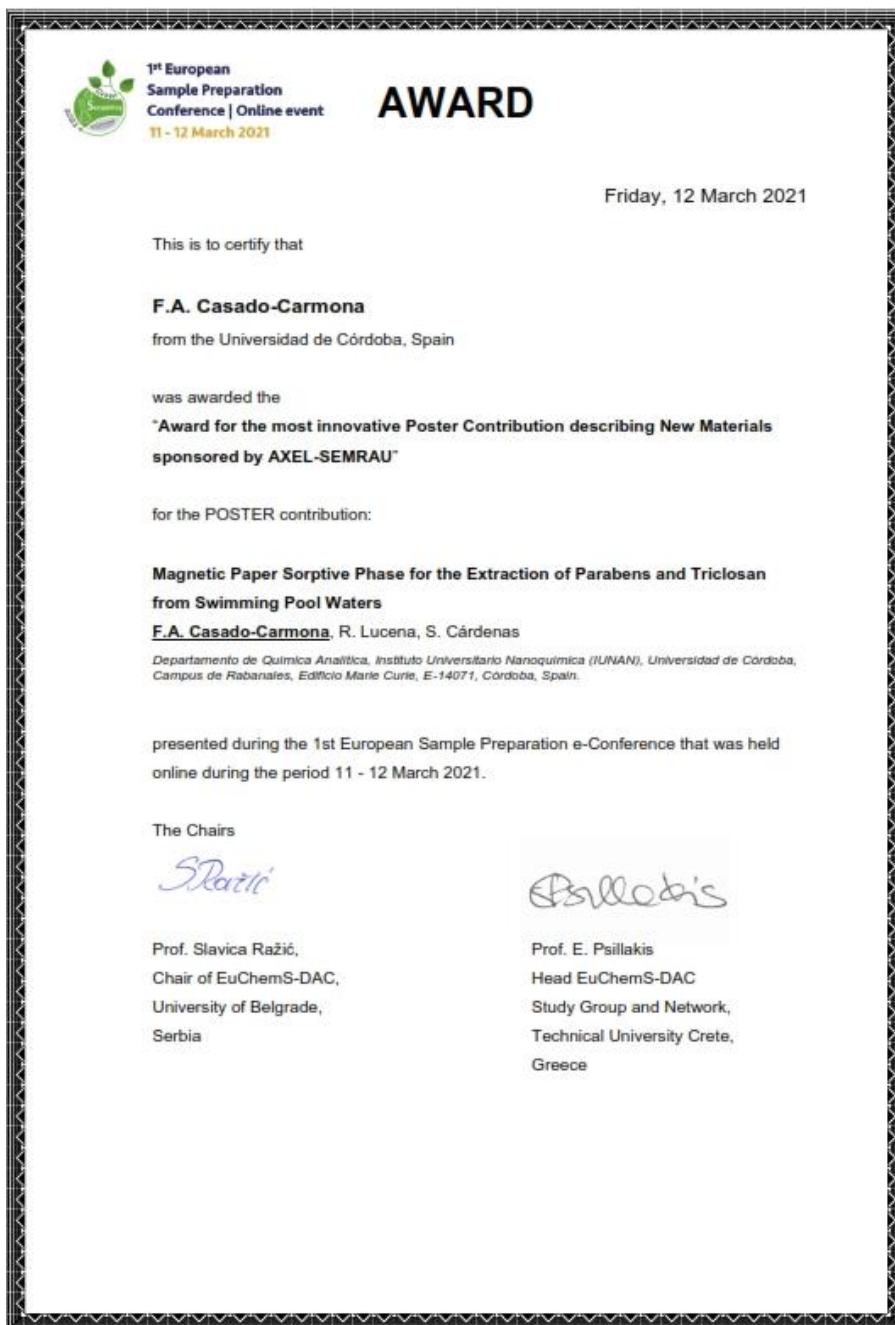 1st European
Sample Preparation
Conference | Online event
11 - 12 March 2021
AWARD
Friday, 12 March 2021
This is to certify that
F.A. Casado-Carmona
from the Universidad de Córdoba, Spain
was awarded the
"Award for the most innovative Poster Contribution describing New Materials
sponsored by AXEL-SEMRAU"
for the POSTER contribution:
Magnetic Paper Sorptive Phase for the Extraction of Parabens and Triclosan
from Swimming Pool Waters
F.A. Casado-Carmona, R. Lucena, S. Cárdenas
Departamento de Química Analítica, Instituto Universitario Nanoquímica (IUNAN), Universidad de Córdoba,
Campus de Rabanales, Edificio Marie Curie, E-14071, Córdoba, Spain.
presented during the 1st European Sample Preparation e-Conference that was held
online during the period 11 - 12 March 2021.
The Chairs
SRažić
EPsillakis
Prof. Slavica Ražić,
Chair of EuChemS-DAC,
University of Belgrade,
Serbia
Prof. E. Psillakis
Head EuChemS-DAC
Study Group and Network,
Technical University Crete,
Greece